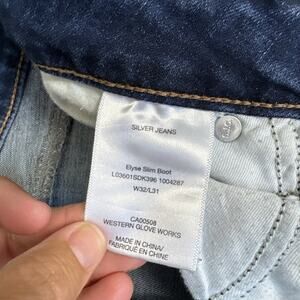 SILVER JEANS
Elyse Slim Boot
L03601SDK396 1004287
W32/L31
CA00508
WESTERN GLOVE WORKS
MADE IN CHINA/
FABRIQUÉ EN CHINE